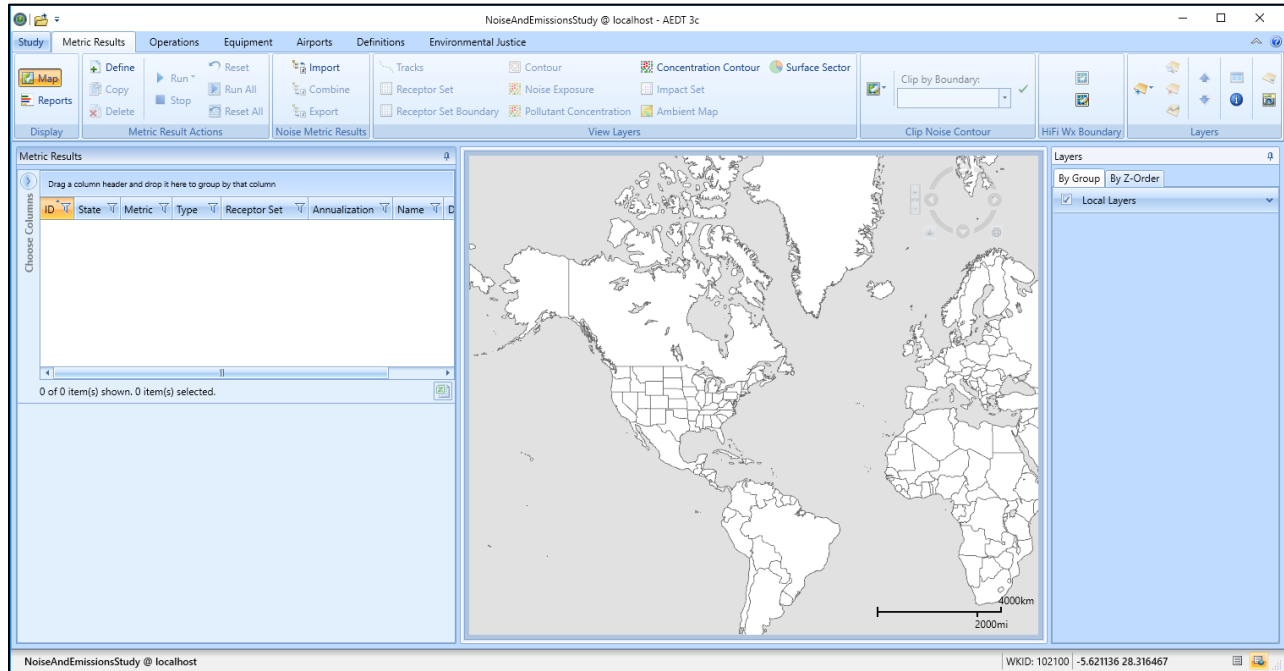 NoiseAndEmissionsStudy @ localhost - AEDT 3c
Study Metric Results Operations Equipment Airports Definitions Environmental Justice
Map Define Run Reset Import Tracks Contour Concentration Contour Surface Sector Clip by Boundary:
Copy Run All Combine Receptor Set Noise Exposure Impact Set
Reports Delete Stop Reset All Export Receptor Set Boundary Pollutant Concentration Ambient Map
Display Metric Result Actions Noise Metric Results View Layers Clip Noise Contour HiFi Wx Boundary Layers
Metric Results
Choose Columns
Drag a column header and drop it here to group by that column
ID State Metric Type Receptor Set Annualization Name D
0 of 0 item(s) shown. 0 item(s) selected.
4000km
2000mi
Layers
By Group By Z-Order
Local Layers
NoiseAndEmissionsStudy @ localhost
WKID: 102100 -5.621136 28.316467